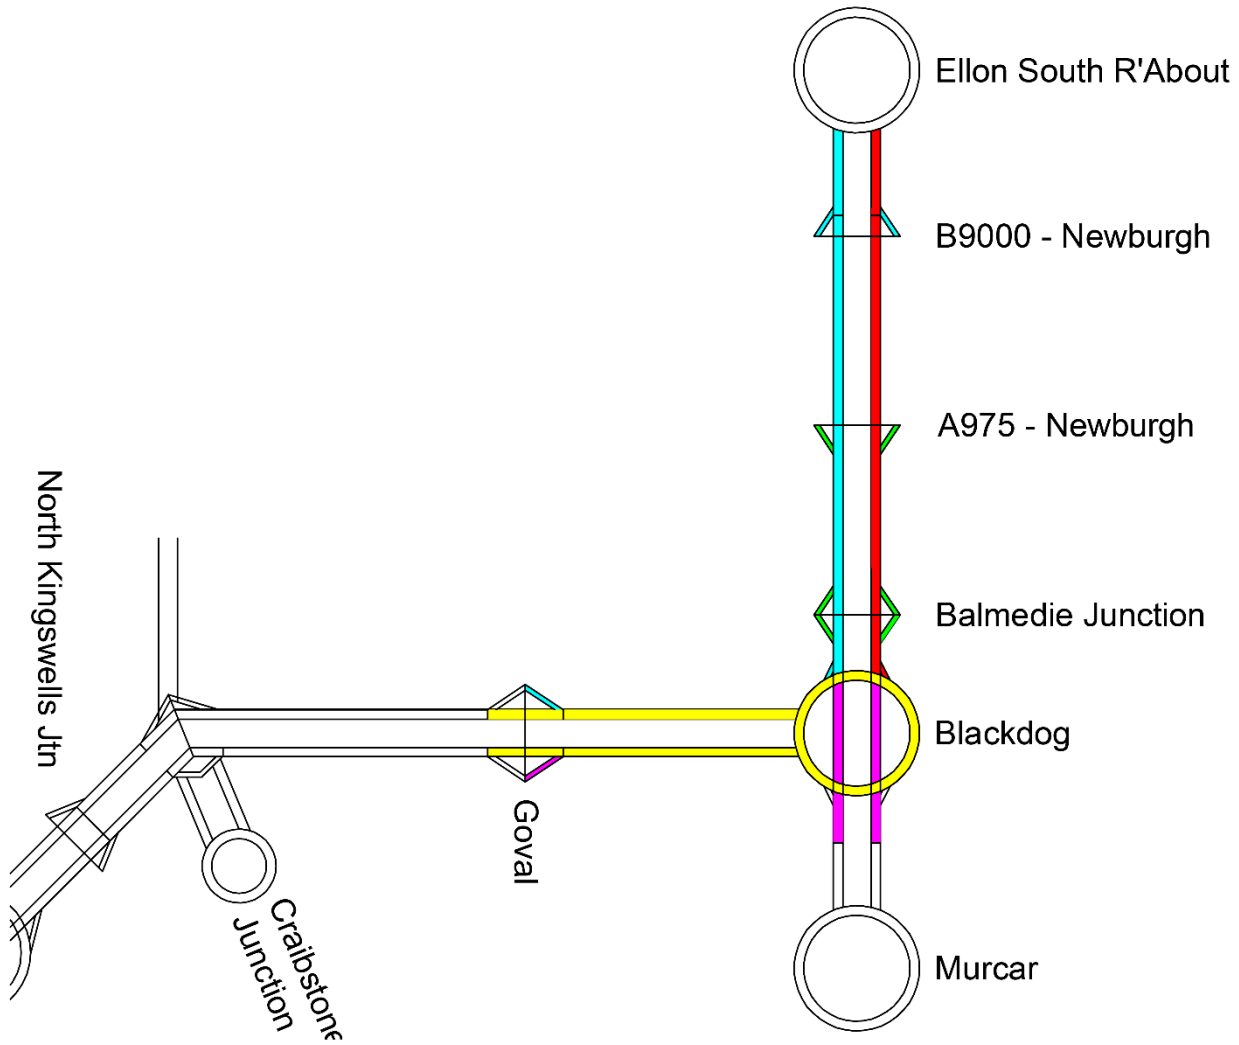 Ellon South R'About
B9000 - Newburgh
A975 - Newburgh
North Kingswells Jtn
Balmedie Junction
Blackdog
Goval
Craibstone
Junction
Murcar